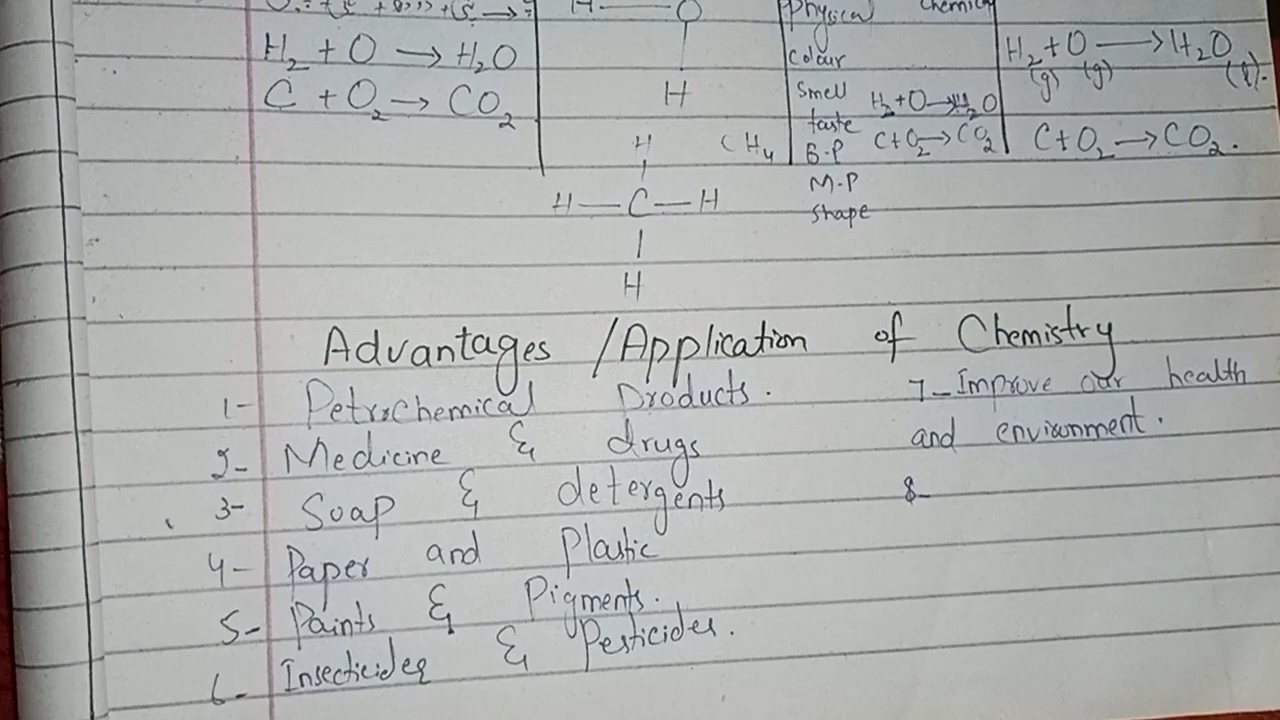 H
O
Physical Chemical
H₂ + O → H₂O
Colour
H₂ + O → H₂O
(g) (g) (l).
C + O₂ → CO₂
H
Smell H₂+O→H₂O
taste
C+O₂→CO₂
C+O₂→CO₂.
H
CH₄
B.P
H—C—H
M.P
Shape
H
Advantages /Application of Chemistry
1- Petrochemical Products.
2- Medicine & drugs
3- Soap & detergents
4- Paper and Plastic
5- Paints & Pigments.
6- Insecticides & Pesticides.
7- Improve our health
and environment.
8-